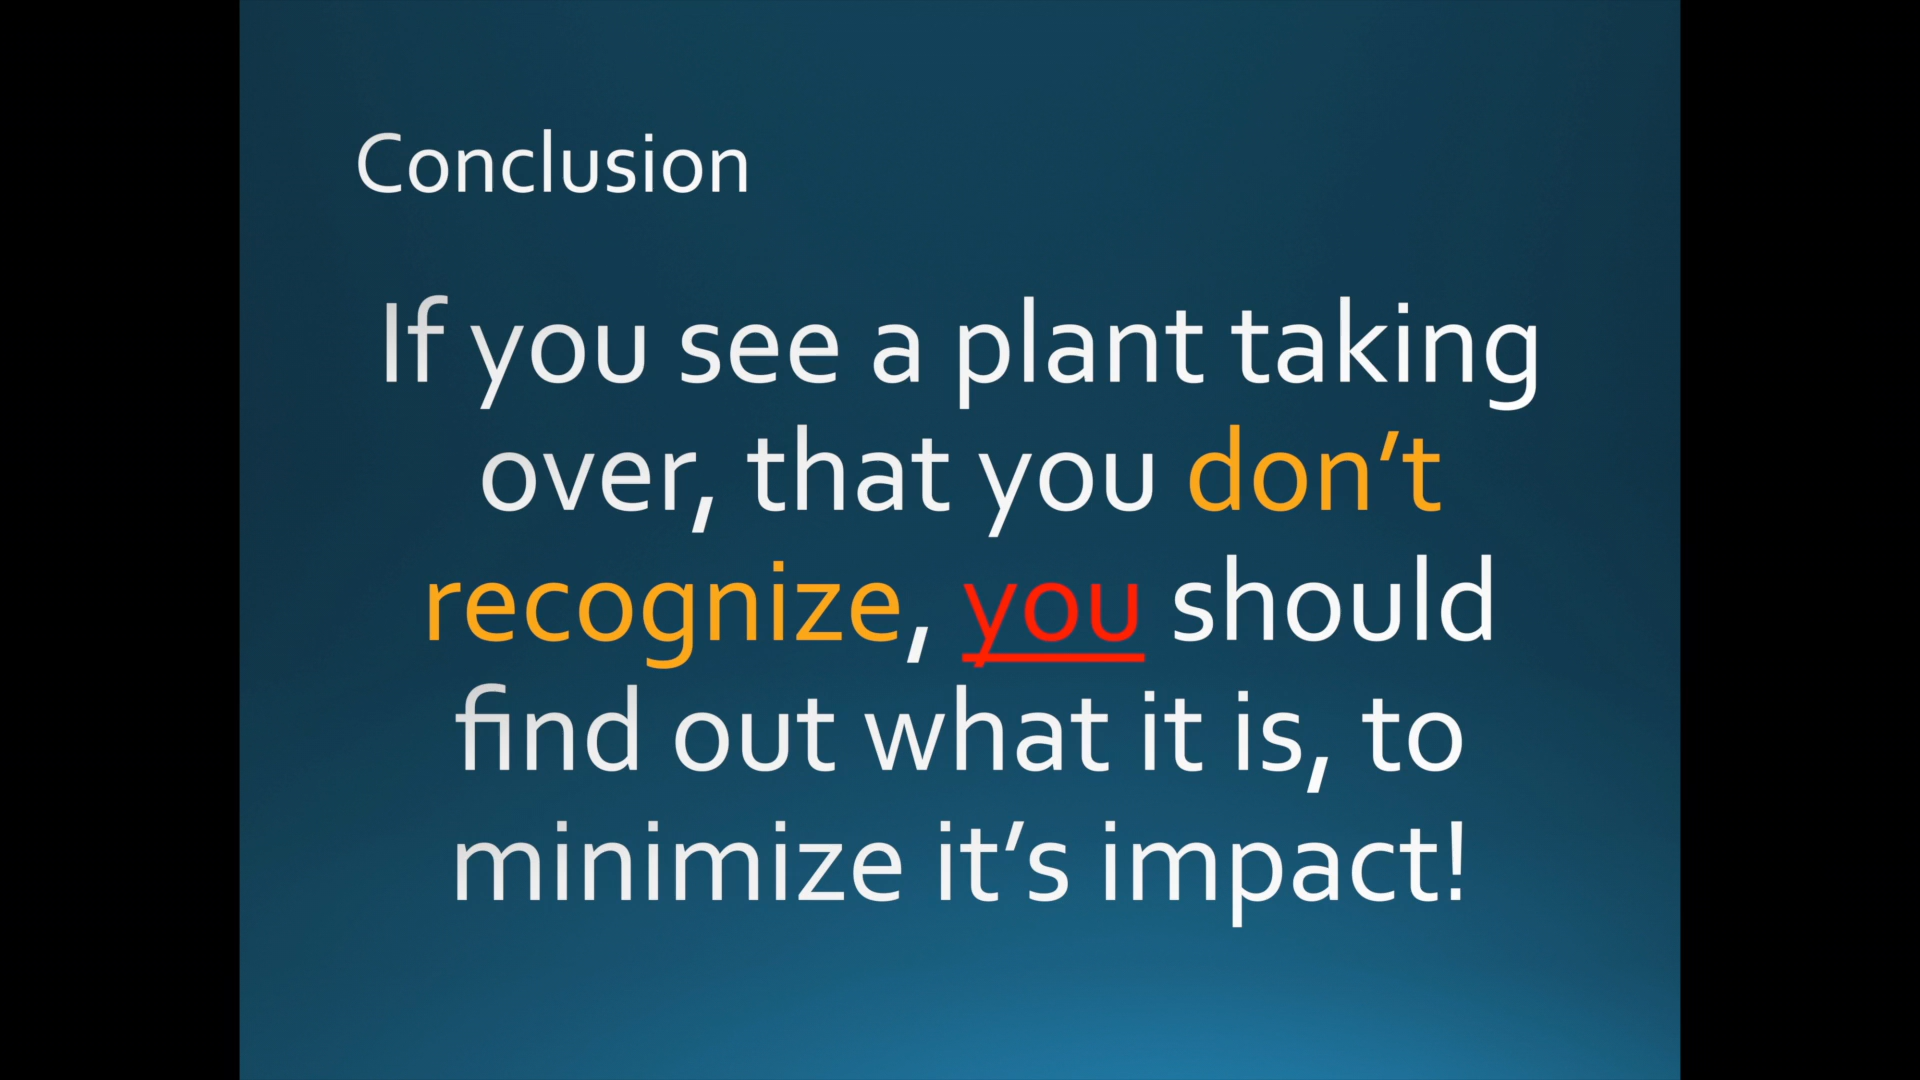 Conclusion
If you see a plant taking
over, that you don’t
recognize, you should
find out what it is, to
minimize it’s impact!